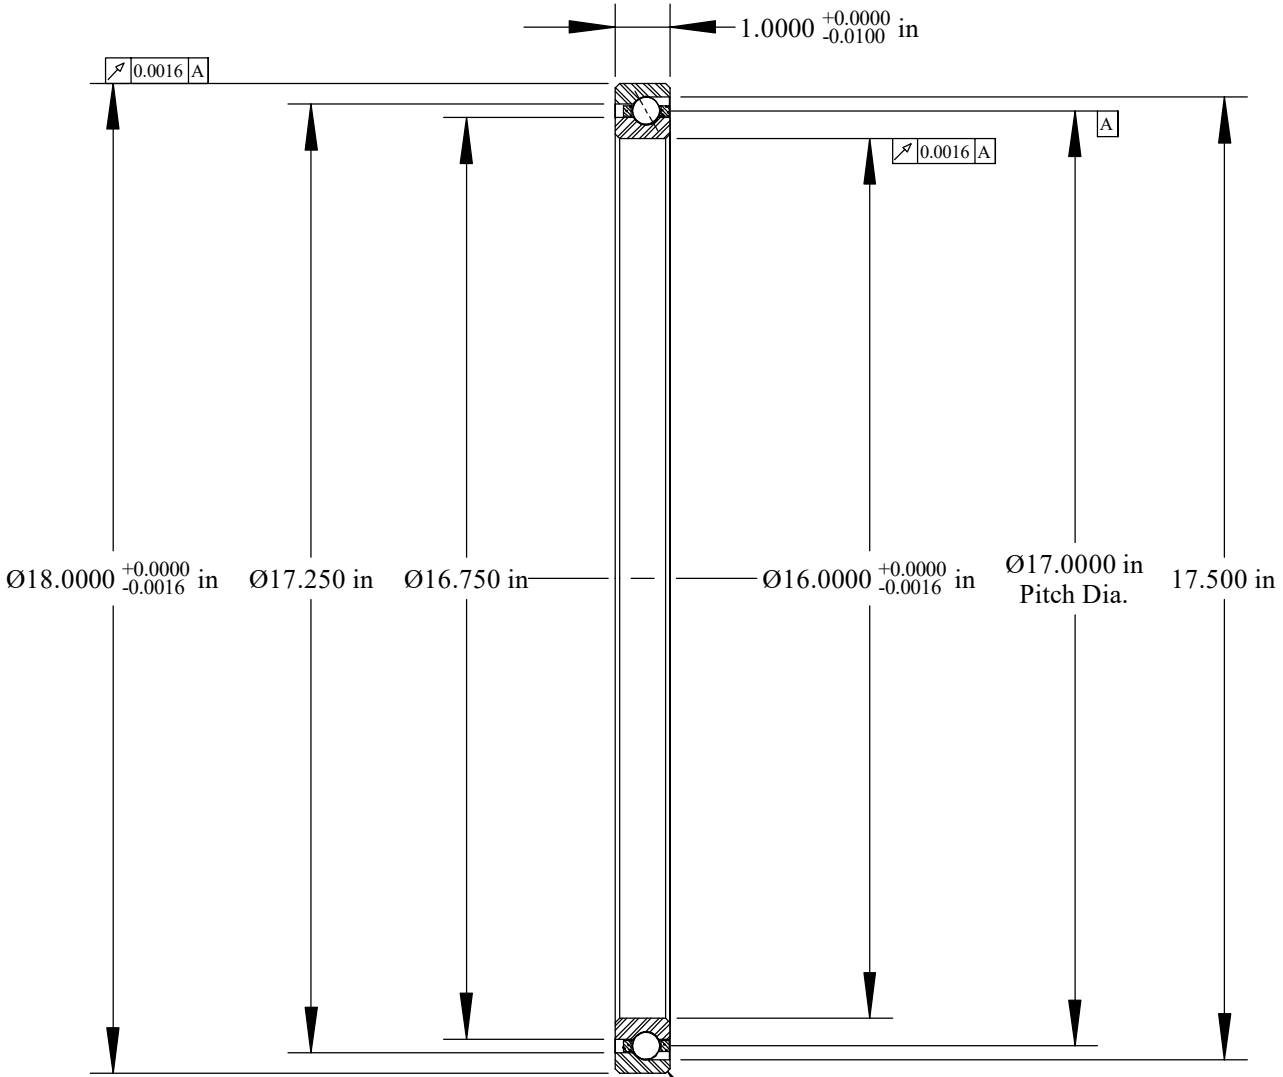 1.0000 +0.0000 -0.0100 in
0.0016 A
A
0.0016 A
Ø18.0000 +0.0000 -0.0016 in
Ø17.250 in
Ø16.750 in
Ø16.0000 +0.0000 -0.0016 in
Ø17.0000 in
Pitch Dia.
17.500 in